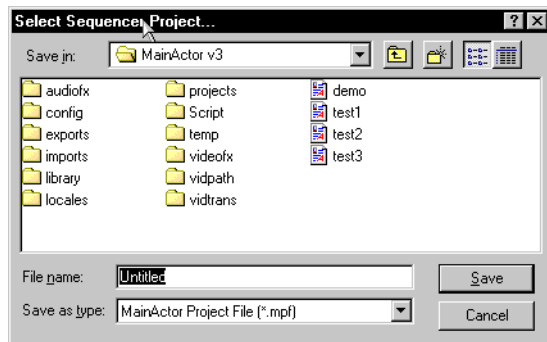 Select Sequencer Project...
Save in: MainActor v3
audiofx projects demo
config Script test1
exports temp test2
imports videofx test3
library vidpath
locales vidtrans
File name: Untitled Save
Save as type: MainActor Project File (*.mpf) Cancel